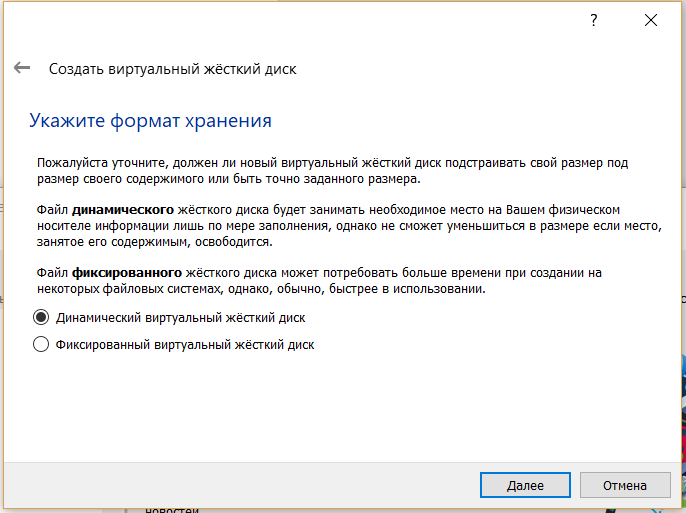 ?
Создать виртуальный жёсткий диск
Укажите формат хранения
Пожалуйста уточните, должен ли новый виртуальный жёсткий диск подстраивать свой размер под
размер своего содержимого или быть точно заданного размера.
Файл динамического жёсткого диска будет занимать необходимое место на Вашем физическом
носителе информации лишь по мере заполнения, однако не сможет уменьшиться в размере если место,
занятое его содержимым, освободится.
Файл фиксированного жёсткого диска может потребовать больше времени при создании на
некоторых файловых системах, однако, обычно, быстрее в использовании.
Динамический виртуальный жёсткий диск
Фиксированный виртуальный жёсткий диск
Далее Отмена
новостей